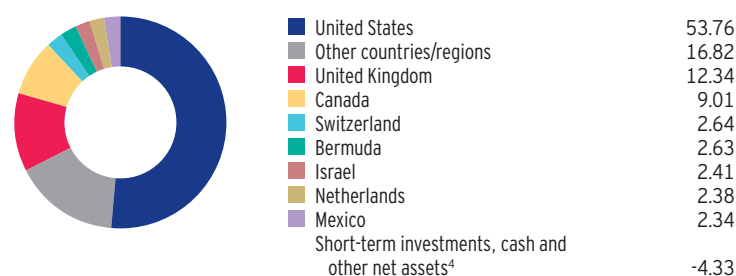 United States 53.76
Other countries/regions 16.82
United Kingdom 12.34
Canada 9.01
Switzerland 2.64
Bermuda 2.63
Israel 2.41
Netherlands 2.38
Mexico 2.34
Short-term investments, cash and
other net assets⁴ -4.33